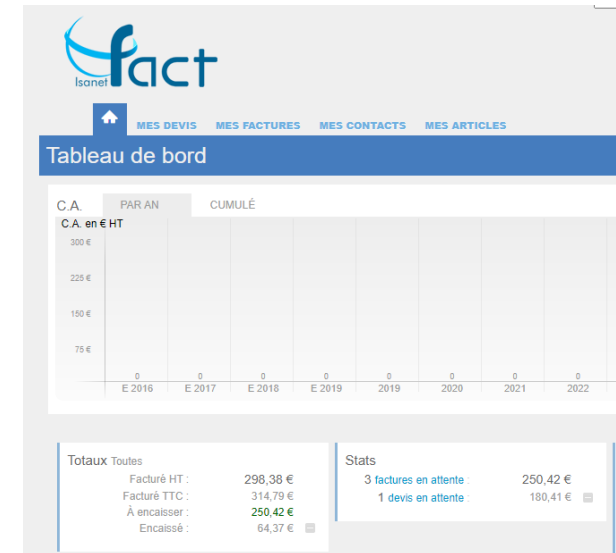 Isanet fact
MES DEVIS MES FACTURES MES CONTACTS MES ARTICLES
Tableau de bord
C.A. PAR AN CUMULÉ
C.A. en € HT
300 €
225 €
150 €
75 €
0 0 0 0 0 0 0 0
E 2016 E 2017 E 2018 E 2019 2019 2020 2021 2022
Totaux Toutes
Facturé HT : 298,38 €
Facturé TTC : 314,79 €
À encaisser : 250,42 €
Encaissé : 64,37 €
Stats
3 factures en attente : 250,42 €
1 devis en attente : 180,41 €